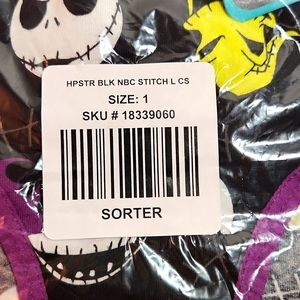 HPSTR BLK NBC STITCH L CS
SIZE: 1
SKU # 18339060
SORTER